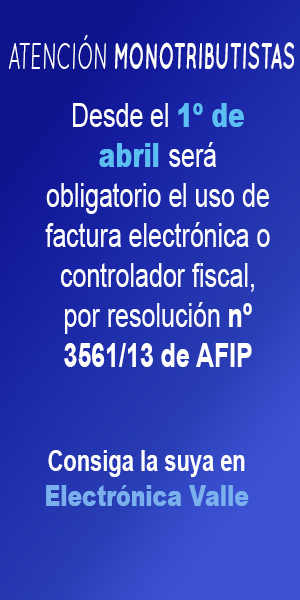 ATENCIÓN MONOTRIBUTISTAS
Desde el 1º de
abril será
obligatorio el uso de
factura electrónica o
controlador fiscal,
por resolución nº
3561/13 de AFIP
Consiga la suya en
Electrónica Valle